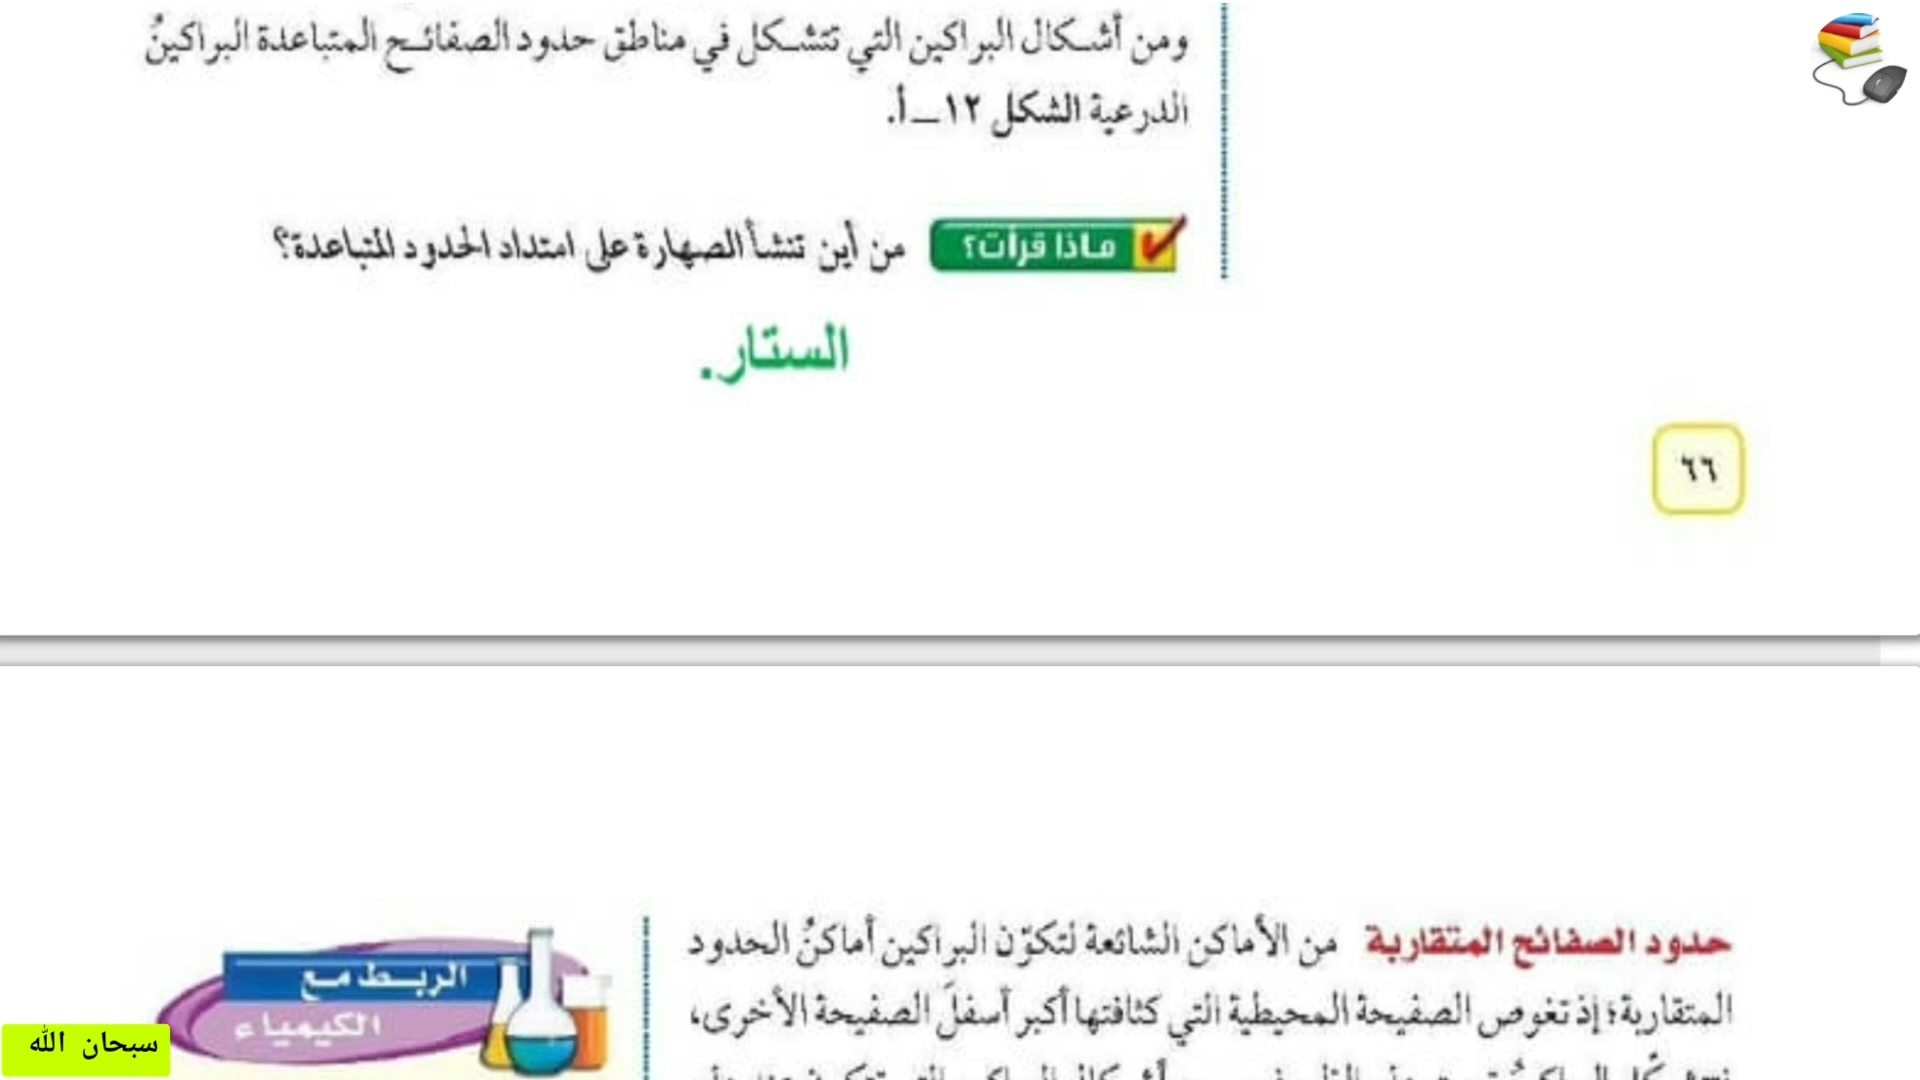 ومن أشكال البراكين التي تتشكل في مناطق حدود الصفائح المتباعدة البراكينُ
الدرعية الشكل ١٢-أ.
ماذا قرأت؟ من أين تنشأ الصهارة على امتداد الحدود المتباعدة؟
الستار.
٦٦
حدود الصفائح المتقاربة من الأماكن الشائعة لتكوّن البراكين أماكنُ الحدود
المتقاربة؛ إذ تغوص الصفيحة المحيطية التي كثافتها أكبر أسفلَ الصفيحة الأخرى،
الربط مع
الكيمياء
سبحان الله